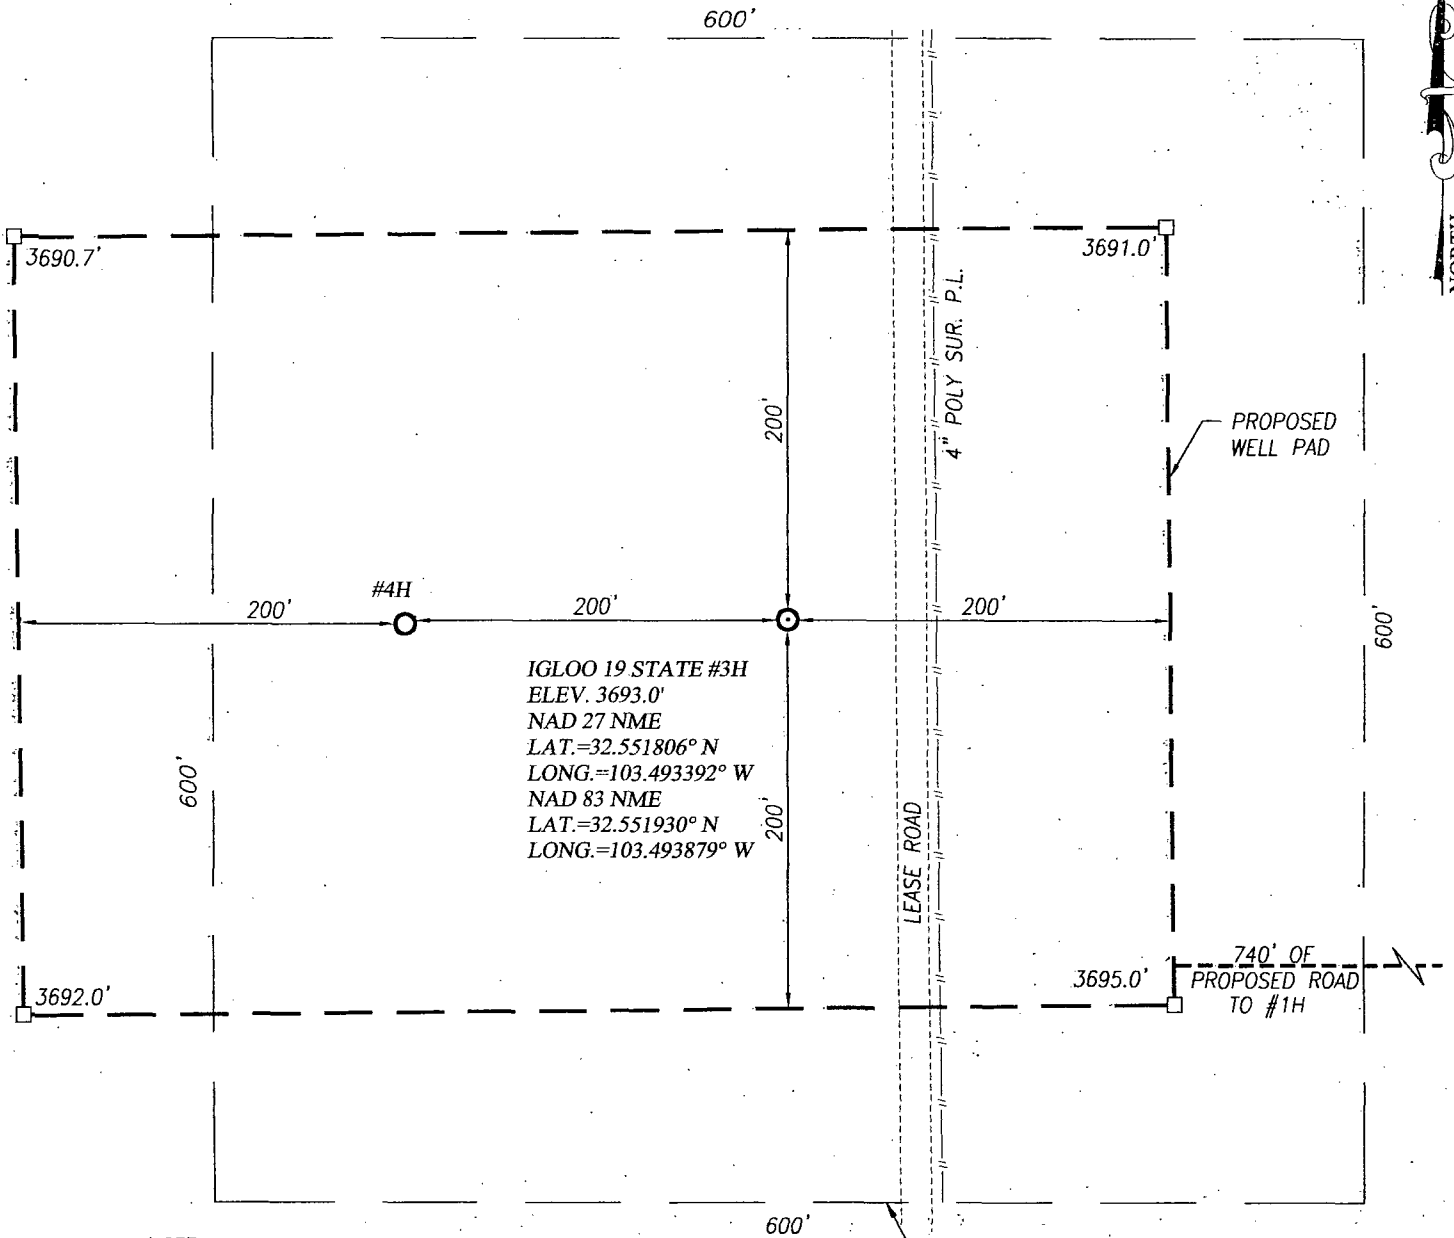 600'
NORTH
3690.7'
3691.0'
4" POLY SUR. P.L.
200'
PROPOSED
WELL PAD
#4H
200'
200'
200'
600'
IGLOO 19 STATE #3H
ELEV. 3693.0'
NAD 27 NME
LAT.=32.551806° N
LONG.=103.493392° W
NAD 83 NME
LAT.=32.551930° N
LONG.=103.493879° W
600'
200'
LEASE ROAD
740' OF
PROPOSED ROAD
TO #1H
3692.0'
3695.0'
600'